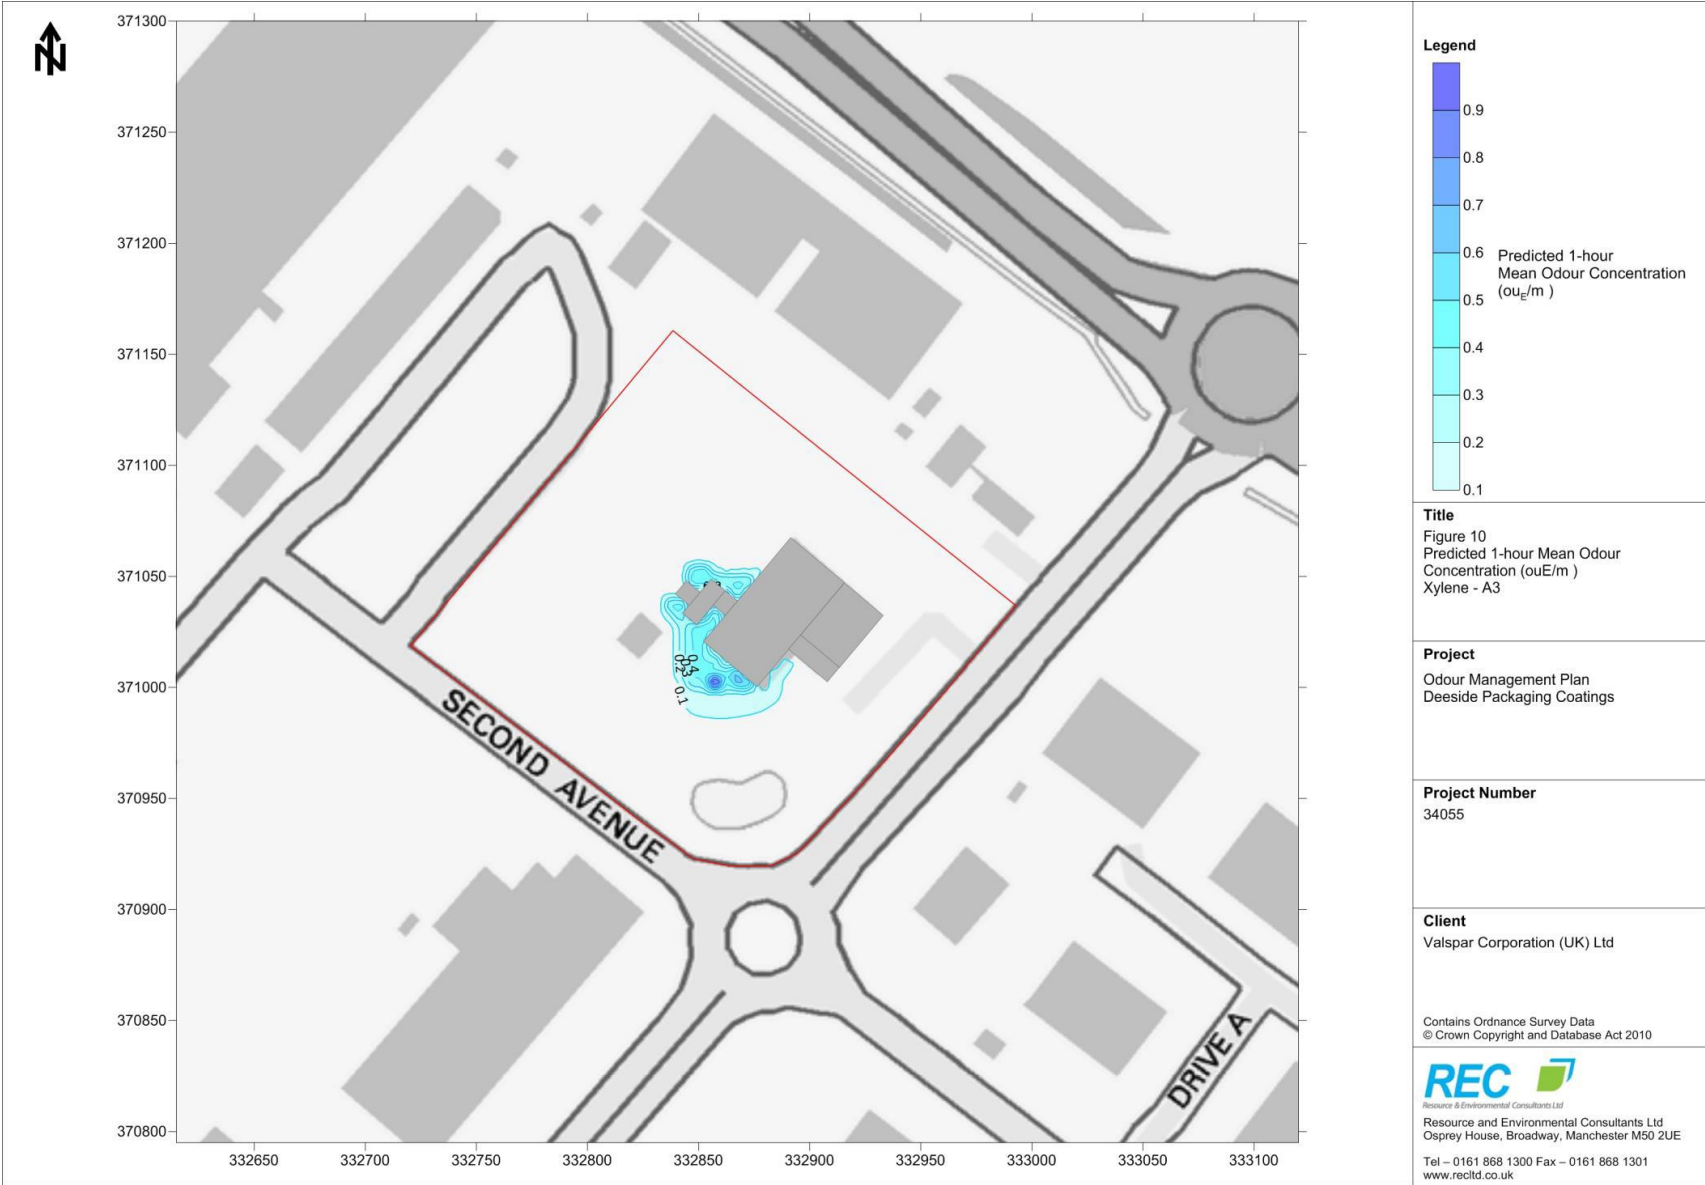 N
371300
371250
371200
371150
371100
371050
371000
370950
370900
370850
370800
332650
332700
332750
332800
332850
332900
332950
333000
333050
333100
0.2
0.3
0.4
0.1
SECOND AVENUE
DRIVE A
Legend
0.9
0.8
0.7
0.6
0.5
0.4
0.3
0.2
0.1
Predicted 1-hour
Mean Odour Concentration
(ouE/m )
Title
Figure 10
Predicted 1-hour Mean Odour
Concentration (ouE/m )
Xylene - A3
Project
Odour Management Plan
Deeside Packaging Coatings
Project Number
34055
Client
Valspar Corporation (UK) Ltd
Contains Ordnance Survey Data
© Crown Copyright and Database Act 2010
REC
Resource & Environmental Consultants Ltd
Resource and Environmental Consultants Ltd
Osprey House, Broadway, Manchester M50 2UE
Tel – 0161 868 1300 Fax – 0161 868 1301
www.recltd.co.uk